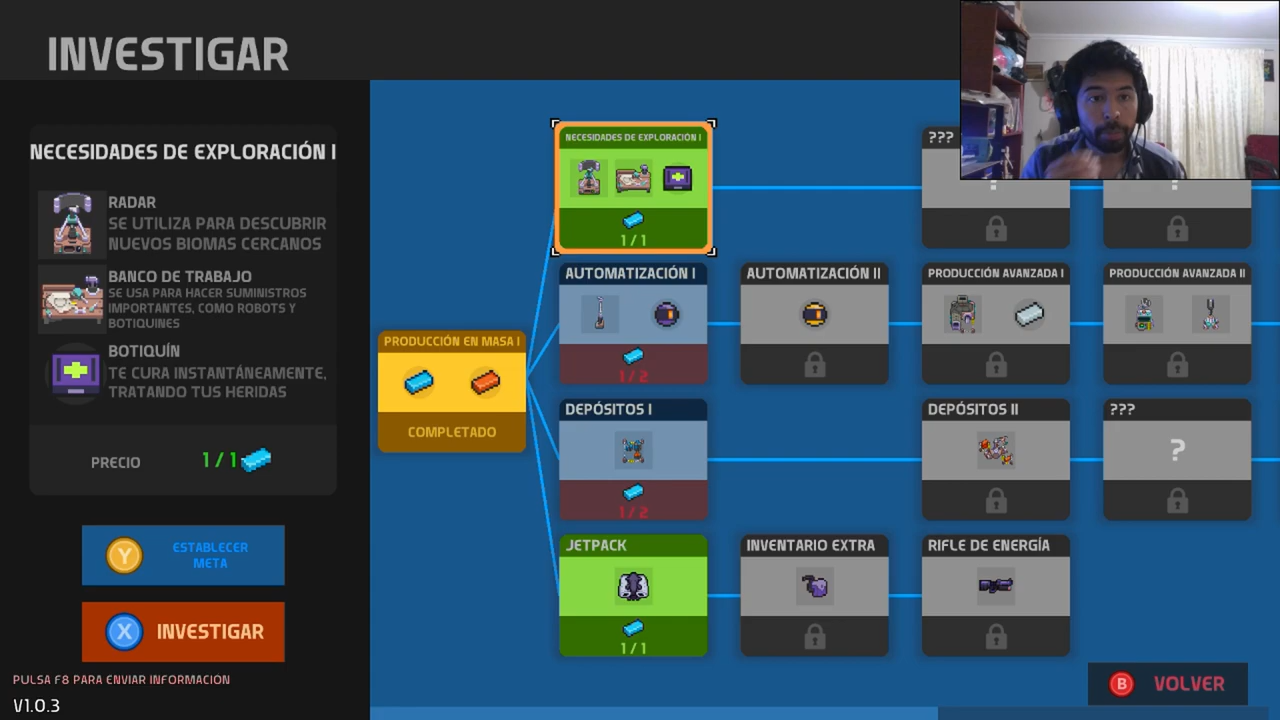 INVESTIGAR
NECESIDADES DE EXPLORACIÓN I
RADAR
SE UTILIZA PARA DESCUBRIR
NUEVOS BIOMAS CERCANOS
BANCO DE TRABAJO
SE USA PARA HACER SUMINISTROS
IMPORTANTES, COMO ROBOTS Y
BOTIQUINES
BOTIQUÍN
TE CURA INSTANTÁNEAMENTE,
TRATANDO TUS HERIDAS
PRECIO 1/1
Y ESTABLECER
META
X INVESTIGAR
PULSA F8 PARA ENVIAR INFORMACION
V1.0.3
PRODUCCIÓN EN MASA I
COMPLETADO
NECESIDADES DE EXPLORACIÓN I
1/1
???
?
?
AUTOMATIZACIÓN I
1/2
AUTOMATIZACIÓN II
PRODUCCIÓN AVANZADA I
PRODUCCIÓN AVANZADA II
DEPÓSITOS I
1/2
DEPÓSITOS II
???
?
JETPACK
1/1
INVENTARIO EXTRA
RIFLE DE ENERGÍA
B VOLVER